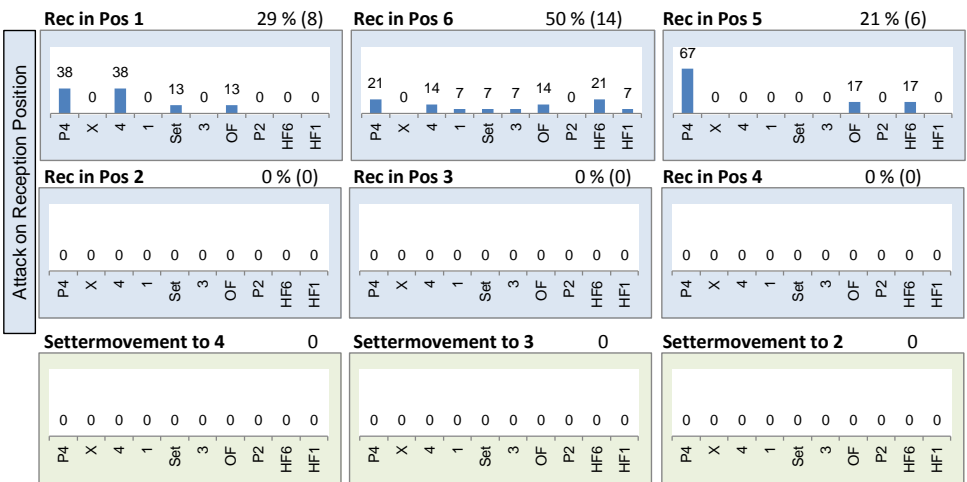 Attack on Reception Position
Rec in Pos 1 29 % (8)
38 0 38 0 13 0 13 0 0 0
P4 X 4 1 Set 3 OF P2 HF6 HF1
Rec in Pos 6 50 % (14)
21 0 14 7 7 7 14 0 21 7
P4 X 4 1 Set 3 OF P2 HF6 HF1
Rec in Pos 5 21 % (6)
67 0 0 0 0 0 17 0 17 0
P4 X 4 1 Set 3 OF P2 HF6 HF1
Rec in Pos 2 0 % (0)
0 0 0 0 0 0 0 0 0 0
P4 X 4 1 Set 3 OF P2 HF6 HF1
Rec in Pos 3 0 % (0)
0 0 0 0 0 0 0 0 0 0
P4 X 4 1 Set 3 OF P2 HF6 HF1
Rec in Pos 4 0 % (0)
0 0 0 0 0 0 0 0 0 0
P4 X 4 1 Set 3 OF P2 HF6 HF1
Settermovement to 4 0
0 0 0 0 0 0 0 0 0 0
P4 X 4 1 Set 3 OF P2 HF6 HF1
Settermovement to 3 0
0 0 0 0 0 0 0 0 0 0
P4 X 4 1 Set 3 OF P2 HF6 HF1
Settermovement to 2 0
0 0 0 0 0 0 0 0 0 0
P4 X 4 1 Set 3 OF P2 HF6 HF1